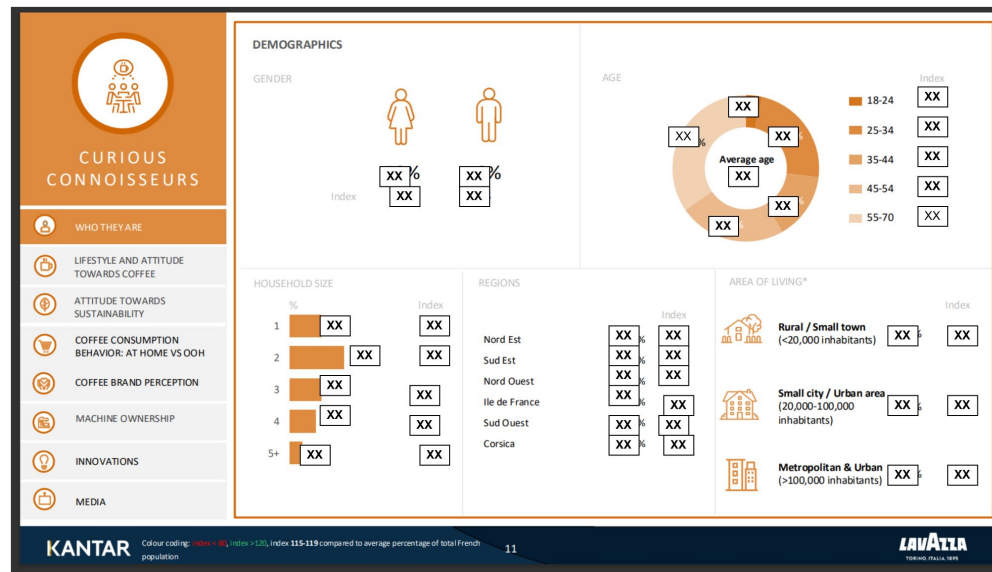 CURIOUS
CONNOISSEURS
WHO THEY ARE
LIFESTYLE AND ATTITUDE
TOWARDS COFFEE
ATTITUDE TOWARDS
SUSTAINABILITY
COFFEE CONSUMPTION
BEHAVIOR: AT HOME VS OOH
COFFEE BRAND PERCEPTION
MACHINE OWNERSHIP
INNOVATIONS
MEDIA
DEMOGRAPHICS
GENDER
XX % XX %
Index XX XX
AGE
Index
XX
XX %
XX
Average age
XX
XX
XX
18-24 XX
25-34 XX
35-44 XX
45-54 XX
55-70 XX
HOUSEHOLD SIZE
% Index
1 XX XX
2 XX XX
3 XX XX
4 XX XX
5+ XX XX
REGIONS
Index
Nord Est XX % XX
Sud Est XX % XX
Nord Ouest XX % XX
Ile de France XX % XX
Sud Ouest XX % XX
Corsica XX % XX
AREA OF LIVING*
Index
Rural / Small town
(<20,000 inhabitants) XX % XX
Small city / Urban area
(20,000-100,000
inhabitants) XX % XX
Metropolitan & Urban
(>100,000 inhabitants) XX % XX
KANTAR
Colour coding: index < 80, index >120, index 115-119 compared to average percentage of total French
population
11
LAVAZZA
TORINO, ITALIA, 1895